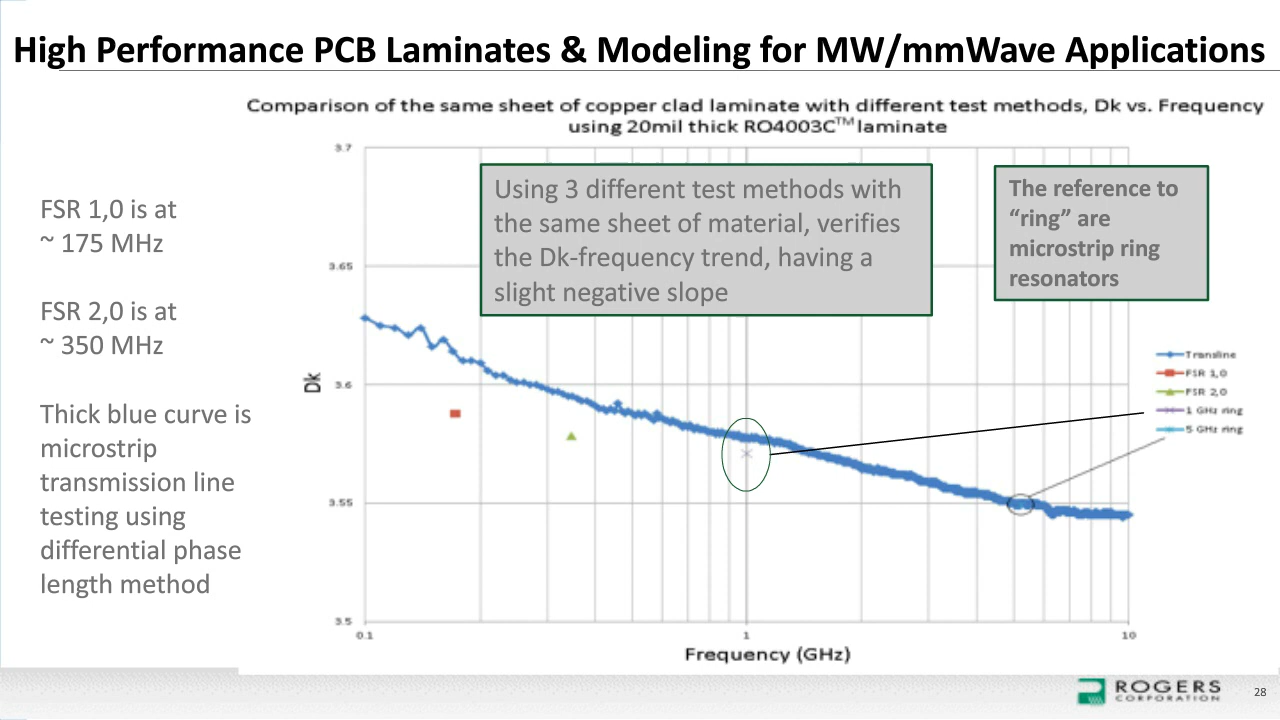 High Performance PCB Laminates & Modeling for MW/mmWave Applications
Comparison of the same sheet of copper clad laminate with different test methods, Dk vs. Frequency
using 20mil thick RO4003C™ laminate
FSR 1,0 is at
~ 175 MHz
FSR 2,0 is at
~ 350 MHz
Thick blue curve is
microstrip
transmission line
testing using
differential phase
length method
Using 3 different test methods with
the same sheet of material, verifies
the Dk-frequency trend, having a
slight negative slope
The reference to
“ring” are
microstrip ring
resonators
3.7
3.65
3.6
3.55
3.5
Dk
0.1
1
10
Frequency (GHz)
Transline
FSR 1,0
FSR 2,0
1 GHz ring
5 GHz ring
ROGERS
CORPORATION
28